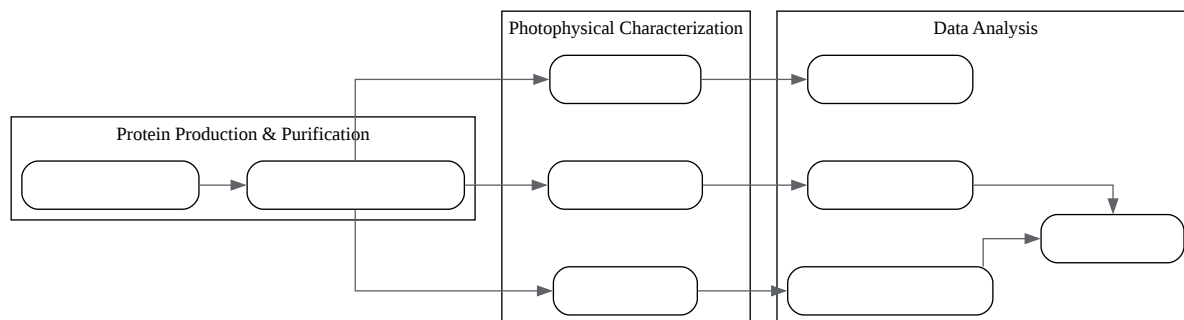 Photophysical Characterization
Data Analysis
Protein Production & Purification